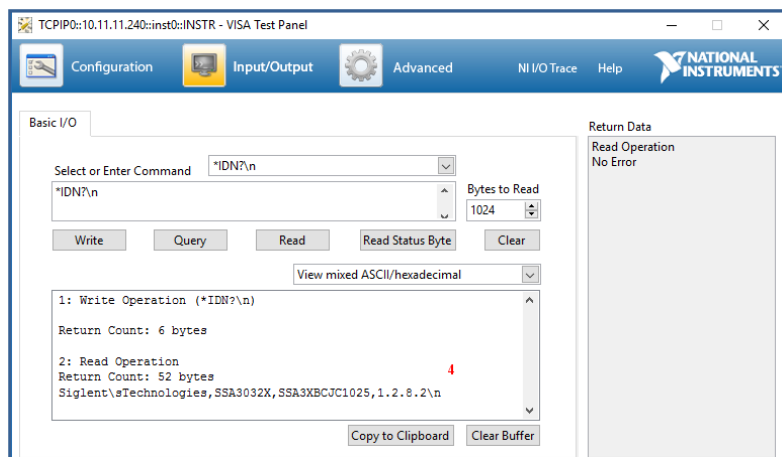 TCPIP0::10.11.11.240::inst0::INSTR - VISA Test Panel
Configuration
Input/Output
Advanced
NI I/O Trace
Help
NATIONAL
INSTRUMENTS
Basic I/O
Select or Enter Command
*IDN?\n
*IDN?\n
Bytes to Read
1024
Write
Query
Read
Read Status Byte
Clear
View mixed ASCII/hexadecimal
1: Write Operation (*IDN?\n)
Return Count: 6 bytes
2: Read Operation
Return Count: 52 bytes
4
Siglent\sTechnologies,SSA3032X,SSA3XBCJC1025,1.2.8.2\n
Copy to Clipboard
Clear Buffer
Return Data
Read Operation
No Error